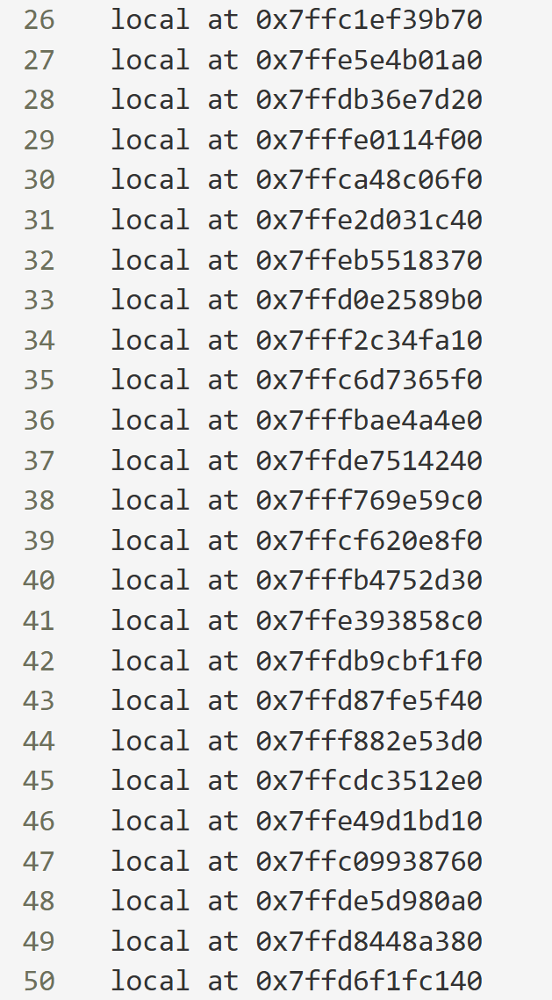 26 local at 0x7ffc1ef39b70
27 local at 0x7ffe5e4b01a0
28 local at 0x7ffdb36e7d20
29 local at 0x7fffe0114f00
30 local at 0x7ffca48c06f0
31 local at 0x7ffe2d031c40
32 local at 0x7ffeb5518370
33 local at 0x7ffd0e2589b0
34 local at 0x7fff2c34fa10
35 local at 0x7ffc6d7365f0
36 local at 0x7fffbae4a4e0
37 local at 0x7ffde7514240
38 local at 0x7fff769e59c0
39 local at 0x7ffcf620e8f0
40 local at 0x7fffb4752d30
41 local at 0x7ffe393858c0
42 local at 0x7ffdb9cbf1f0
43 local at 0x7ffd87fe5f40
44 local at 0x7fff882e53d0
45 local at 0x7ffcdc3512e0
46 local at 0x7ffe49d1bd10
47 local at 0x7ffc09938760
48 local at 0x7ffde5d980a0
49 local at 0x7ffd8448a380
50 local at 0x7ffd6f1fc140